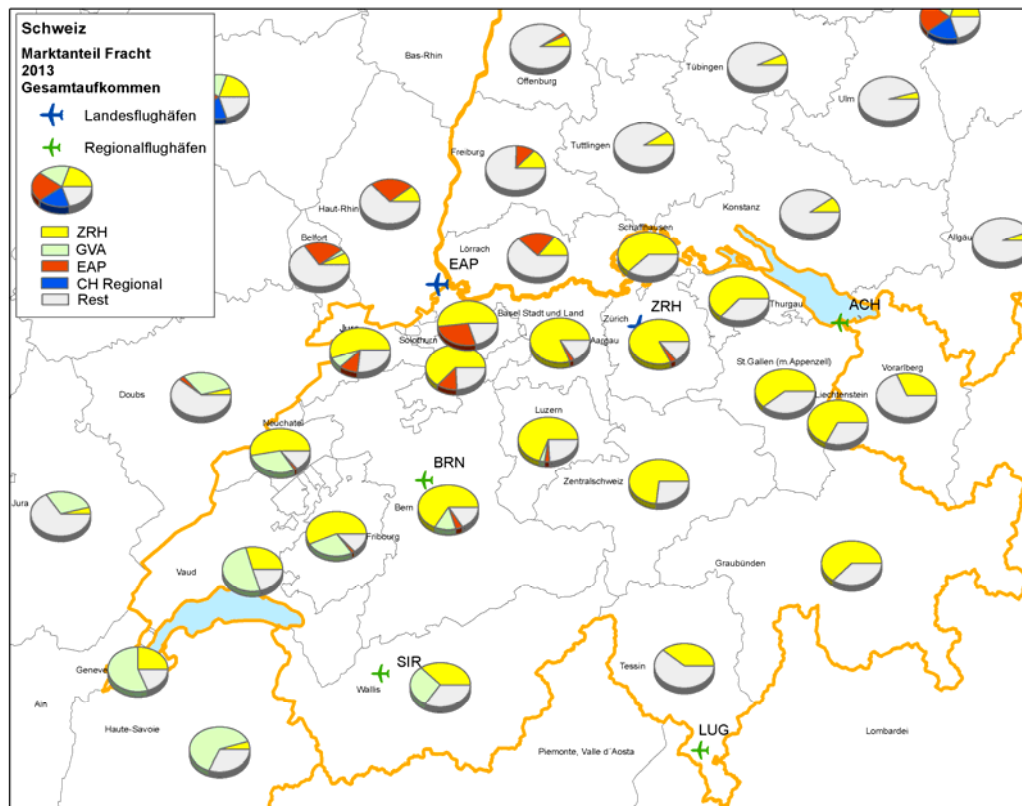 Schweiz
Marktanteil Fracht
2013
Gesamtaufkommen
Landesflughäfen
Regionalflughäfen
ZRH
GVA
EAP
CH Regional
Rest
Bas-Rhin
Offenburg
Tübingen
Ulm
Freiburg
Tuttlingen
Haut-Rhin
Konstanz
Belfort
Lörrach
Schaffhausen
Allgäu
EAP
Basel Stadt und Land
Zürich
ZRH
Thurgau
ACH
Solothurn
Aargau
St.Gallen (m.Appenzell)
Vorarlberg
Liechtenstein
Doubs
Luzern
Neuchatel
BRN
Zentralschweiz
Jura
Bern
Fribourg
Vaud
Graubünden
Geneve
SIR
Wallis
Tessin
Ain
Haute-Savoie
LUG
Piemonte, Valle d´Aosta
Lombardei